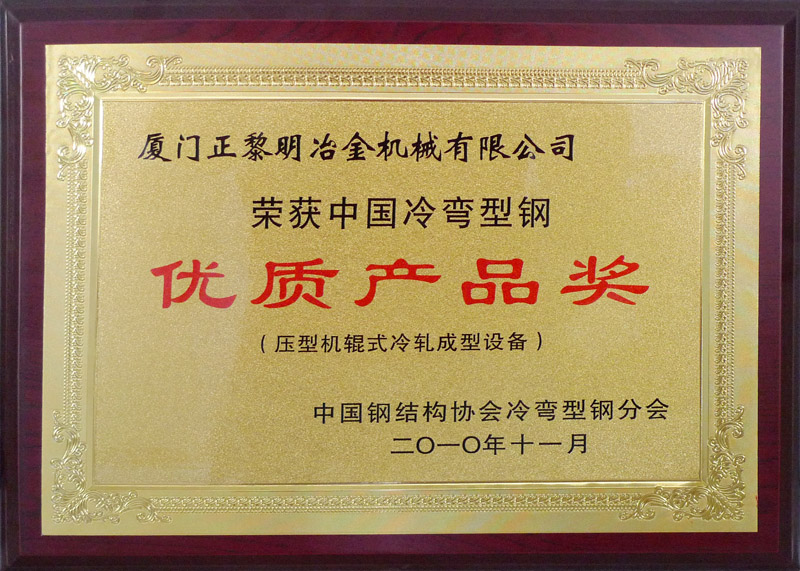 厦门正黎明冶金机械有限公司
荣获中国冷弯型钢
优质产品奖
（压型机辊式冷轧成型设备）
中国钢结构协会冷弯型钢分会
二〇一〇年十一月